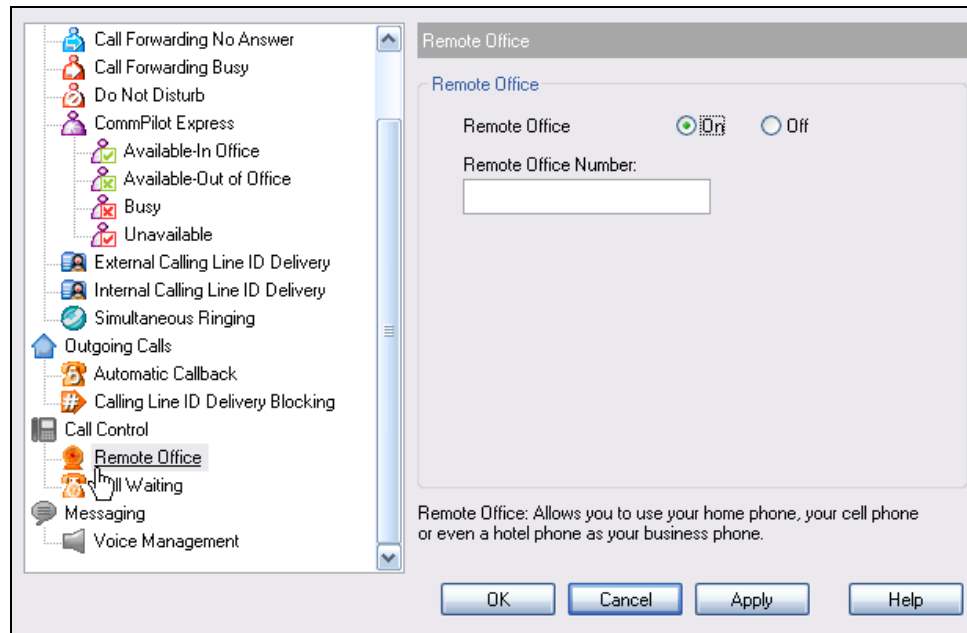 Call Forwarding No Answer
Call Forwarding Busy
Do Not Disturb
CommPilot Express
Available-In Office
Available-Out of Office
Busy
Unavailable
External Calling Line ID Delivery
Internal Calling Line ID Delivery
Simultaneous Ringing
Outgoing Calls
Automatic Callback
Calling Line ID Delivery Blocking
Call Control
Remote Office
Waiting
Messaging
Voice Management
Remote Office
Remote Office
Remote Office On Off
Remote Office Number:
Remote Office: Allows you to use your home phone, your cell phone
or even a hotel phone as your business phone.
OK Cancel Apply Help